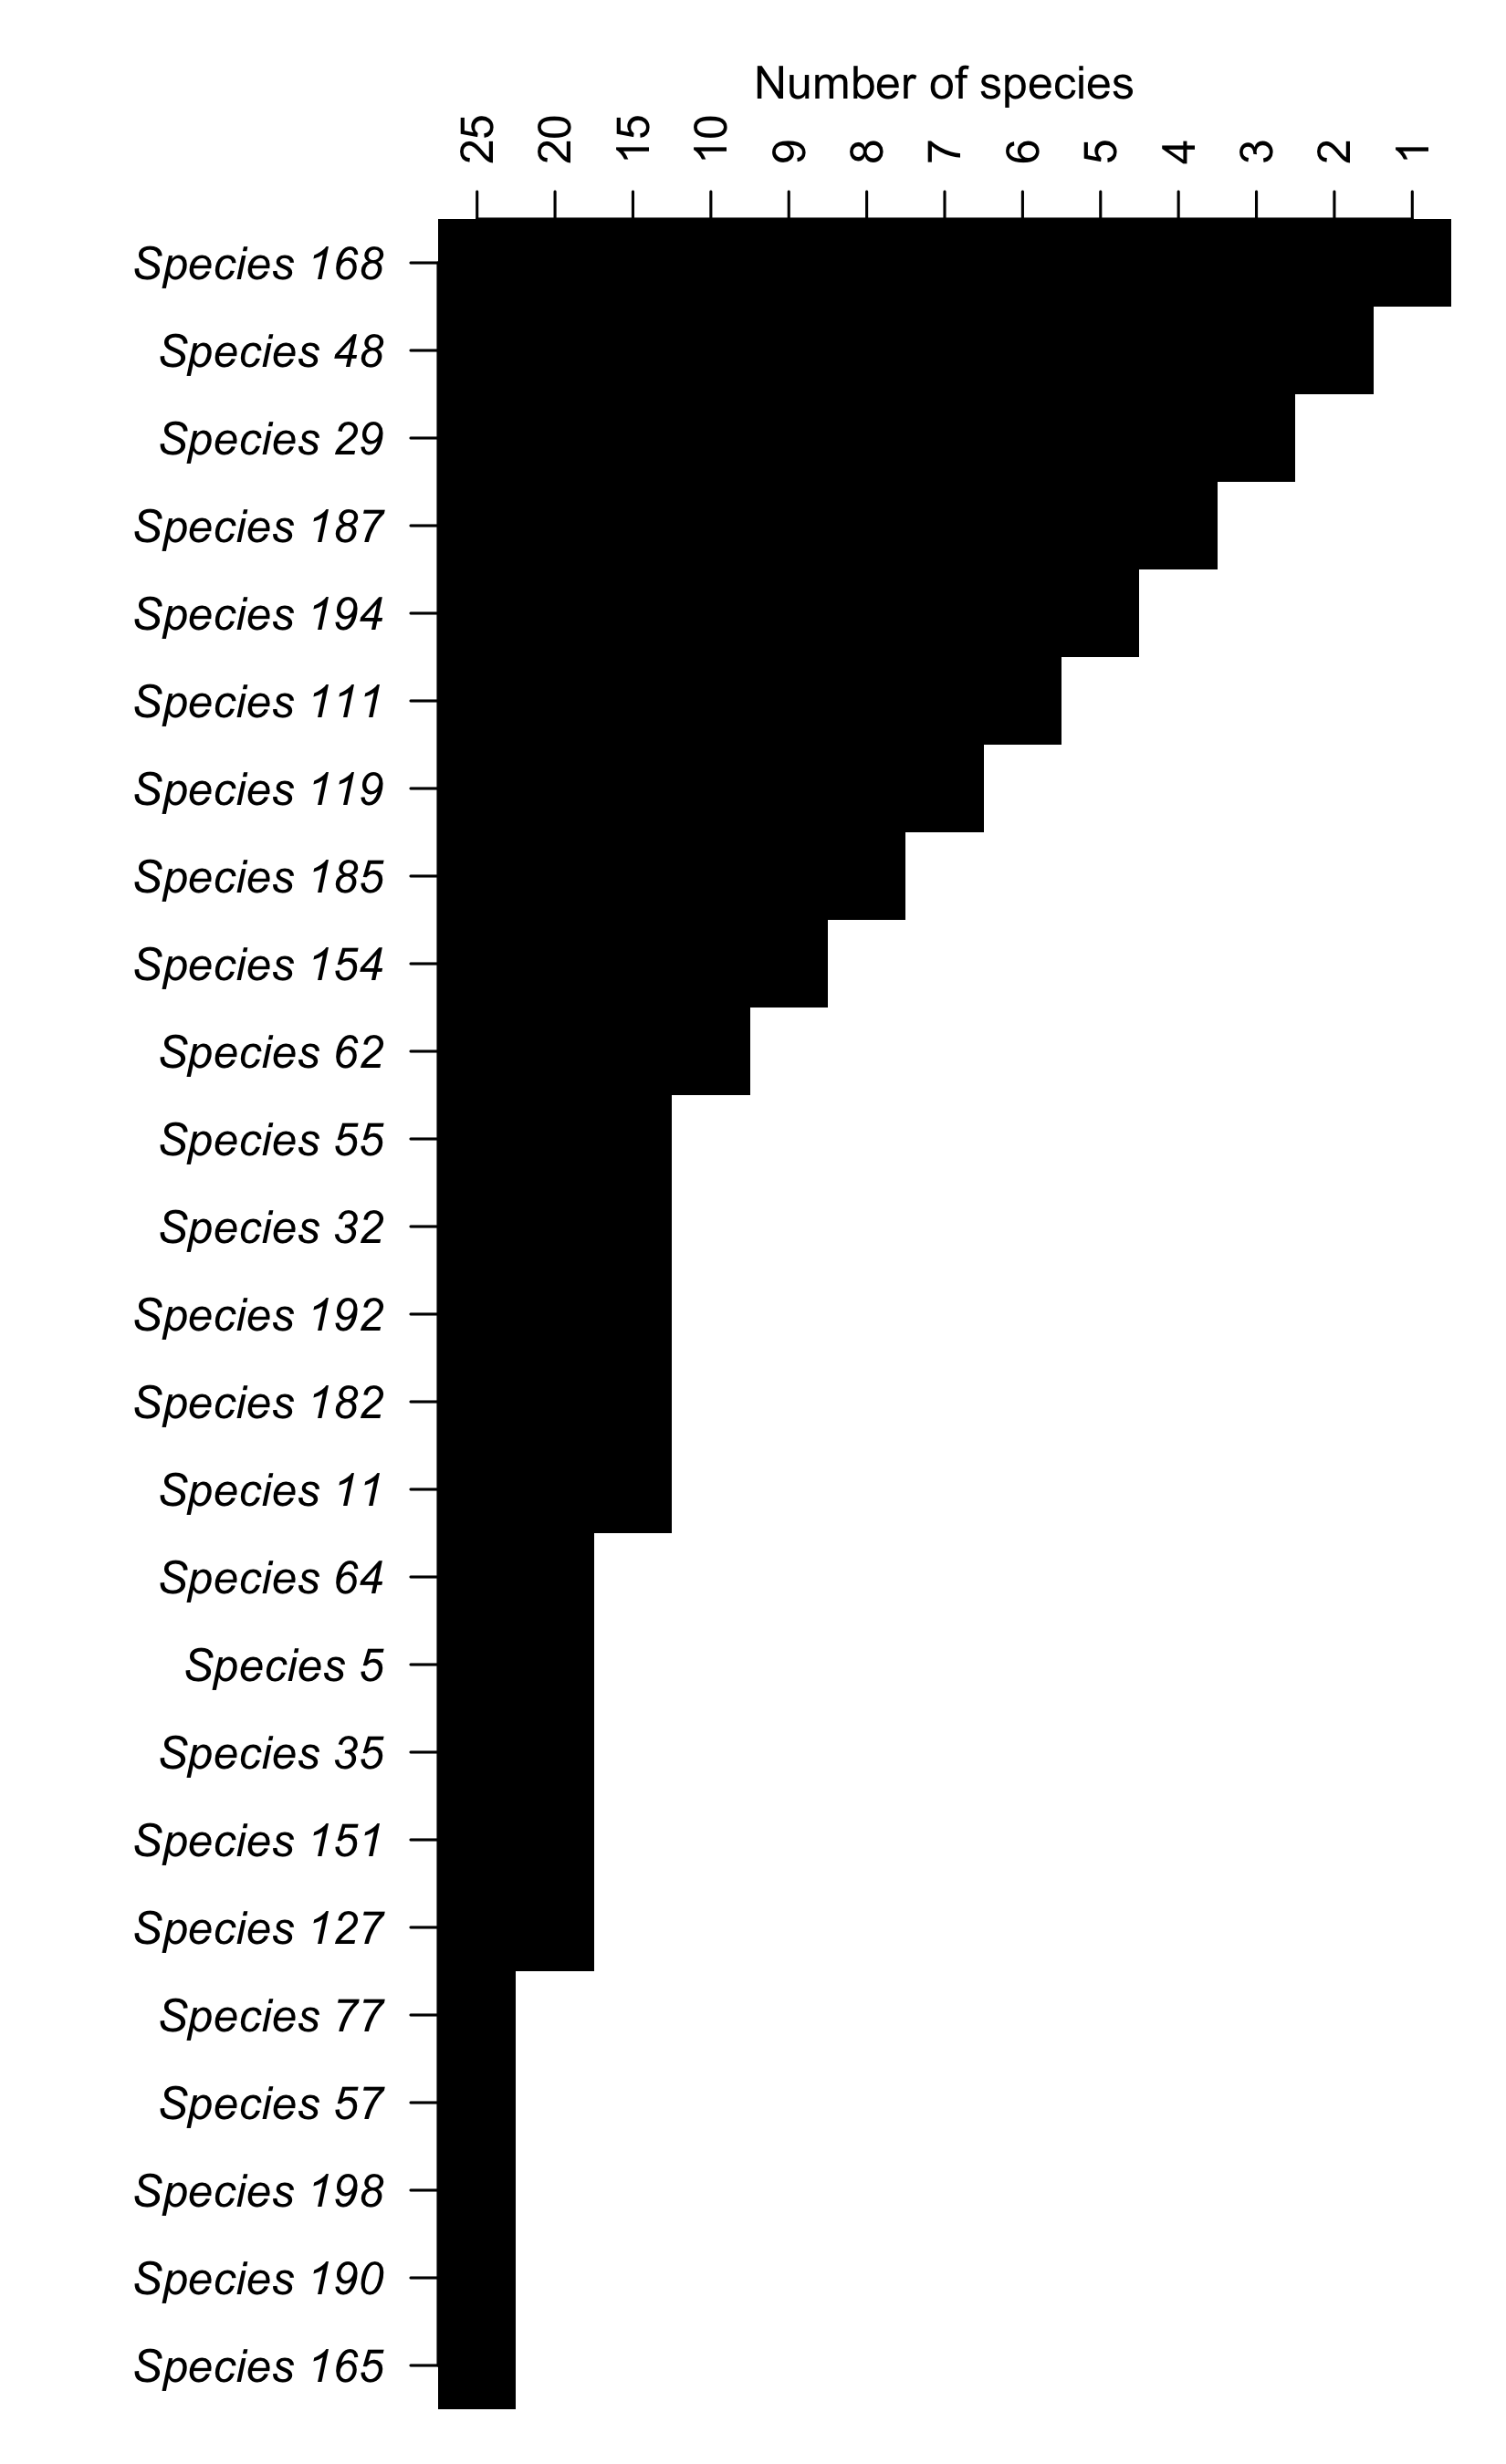 Number of species
25 20 15 10 9 8 7 6 5 4 3 2 1
Species 168
Species 48
Species 29
Species 187
Species 194
Species 111
Species 119
Species 185
Species 154
Species 62
Species 55
Species 32
Species 192
Species 182
Species 11
Species 64
Species 5
Species 35
Species 151
Species 127
Species 77
Species 57
Species 198
Species 190
Species 165